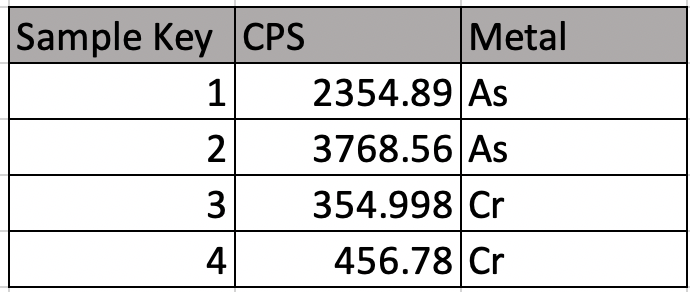 Sample Key CPS Metal
1 2354.89 As
2 3768.56 As
3 354.998 Cr
4 456.78 Cr